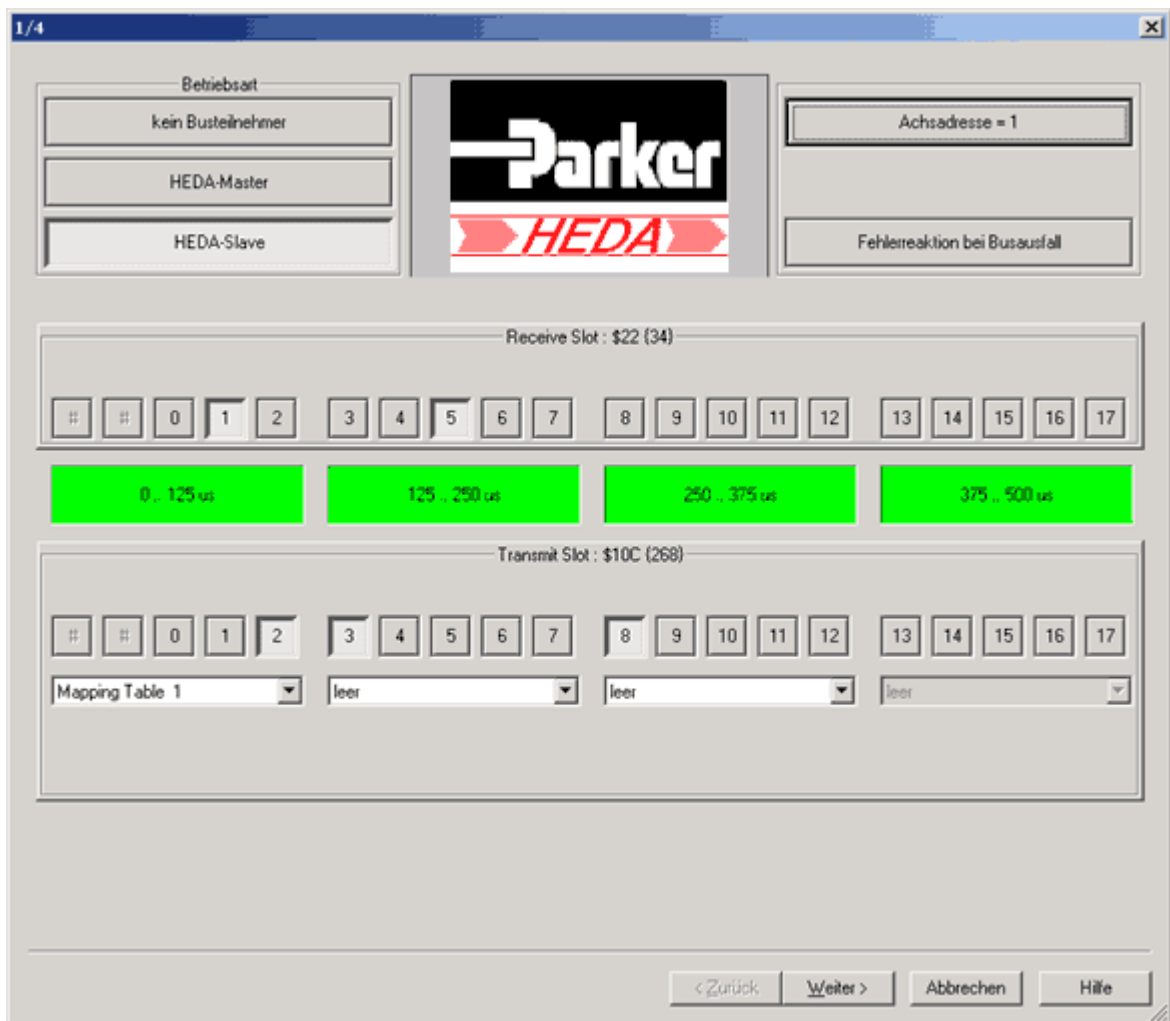 1/4
Betriebsart
kein Busteilnehmer
HEDA-Master
HEDA-Slave
Parker
HEDA
Achsadresse = 1
Fehlerreaktion bei Busausfall
Receive Slot : $22 (34)
# # 0 1 2 3 4 5 6 7 8 9 10 11 12 13 14 15 16 17
0 .. 125 us 125 .. 250 us 250 .. 375 us 375 .. 500 us
Transmit Slot : $10C (268)
# # 0 1 2 3 4 5 6 7 8 9 10 11 12 13 14 15 16 17
Mapping Table 1 leer leer leer
< Zurück Weiter > Abbrechen Hilfe